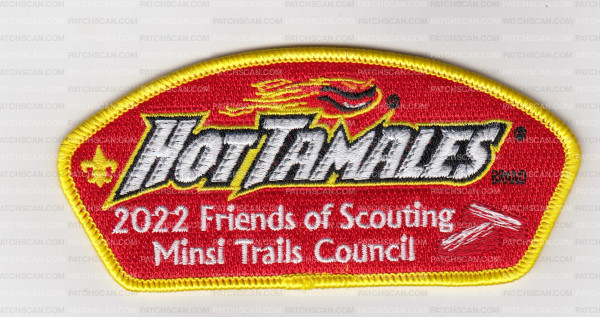 HOT TAMALES
2022 Friends of Scouting
Minsi Trails Council